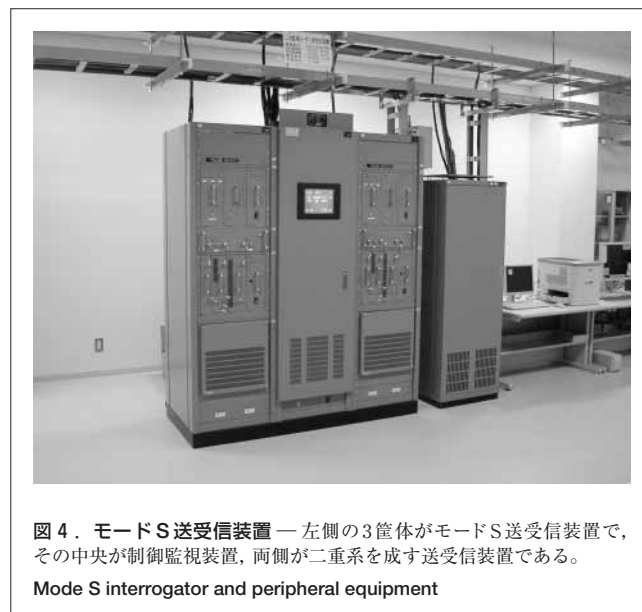 図4．モードS送受信装置 ― 左側の3筐体がモードS送受信装置で，
その中央が制御監視装置，両側が二重系を成す送受信装置である。
Mode S interrogator and peripheral equipment